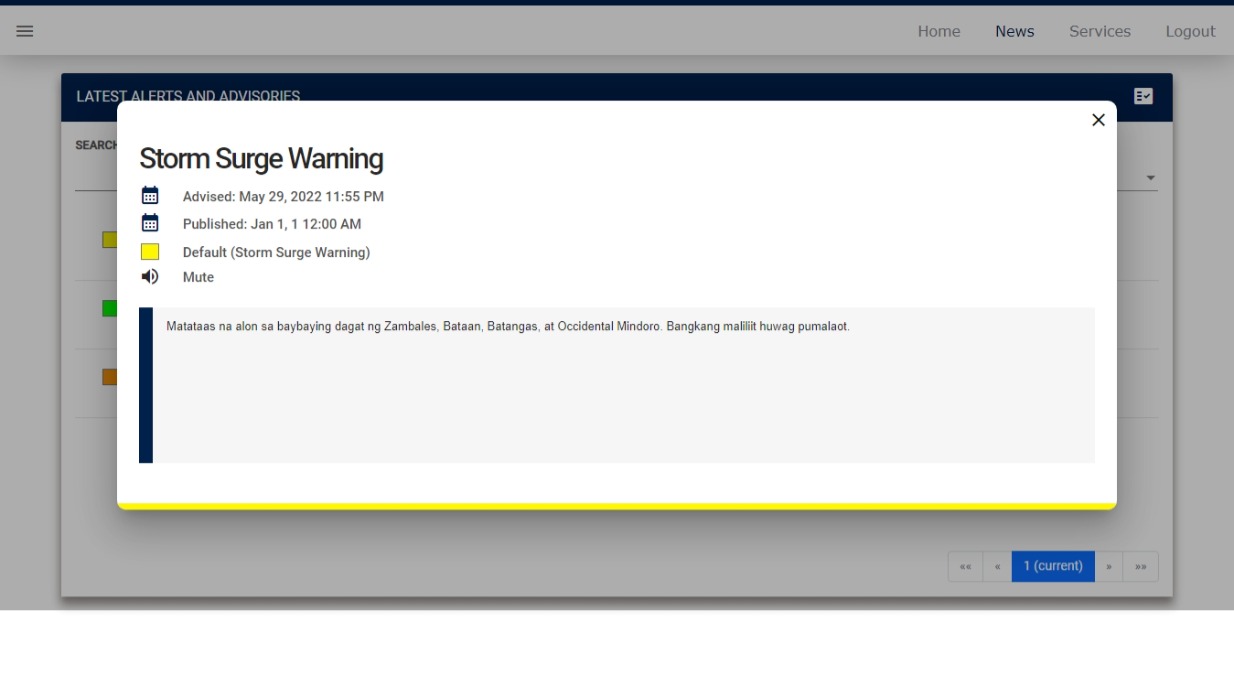 Home News Services Logout
LATEST ALERTS AND ADVISORIES
SEARCH
Storm Surge Warning
Advised: May 29, 2022 11:55 PM
Published: Jan 1, 1 12:00 AM
Default (Storm Surge Warning)
Mute
Matataas na alon sa baybaying dagat ng Zambales, Bataan, Batangas, at Occidental Mindoro. Bangkang maliliit huwag pumalaot.
«« « 1 (current) » »»